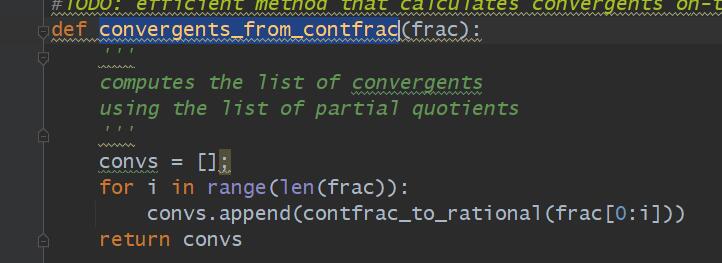 #TODO: efficient method that calculates convergents on-t
def convergents_from_contfrac(frac):
'''
computes the list of convergents
using the list of partial quotients
'''
convs = [];
for i in range(len(frac)):
convs.append(contfrac_to_rational(frac[0:i]))
return convs